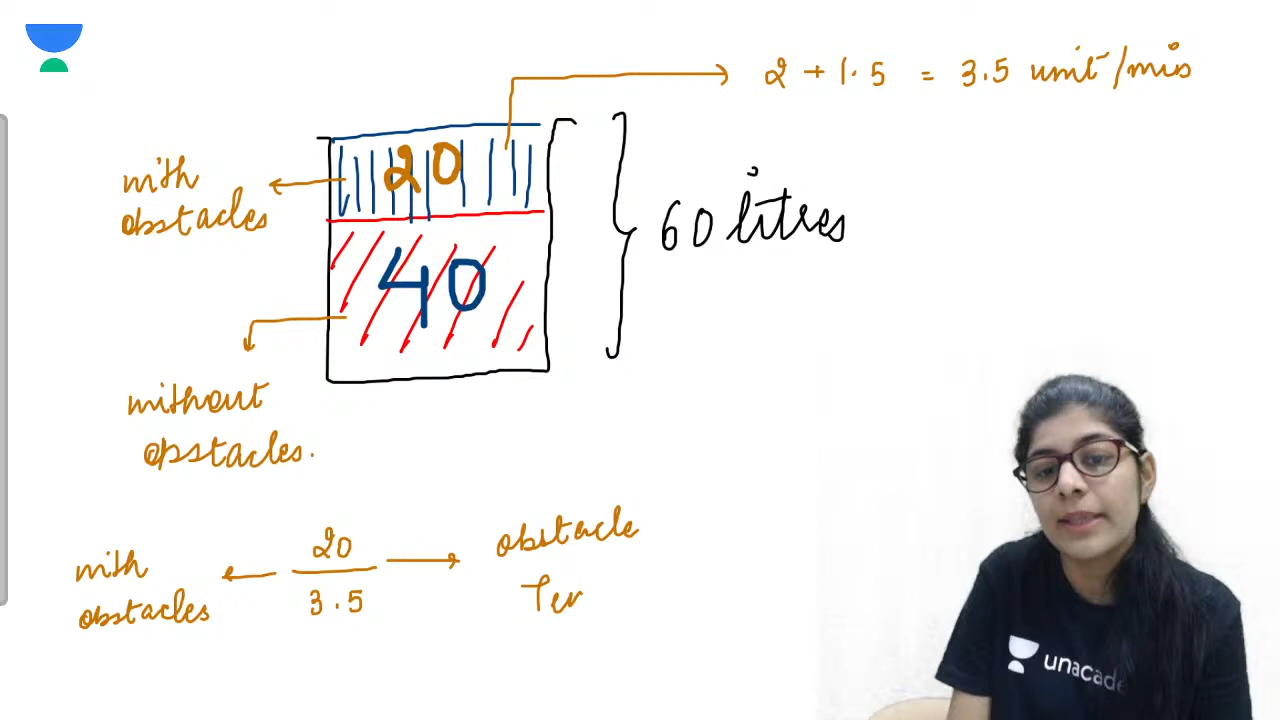 2 + 1.5 = 3.5 unit/min
with
obstacles
20
60 litres
40
without
obstacles.
with
obstacles
20
3.5
obstacle
Ter
unacade